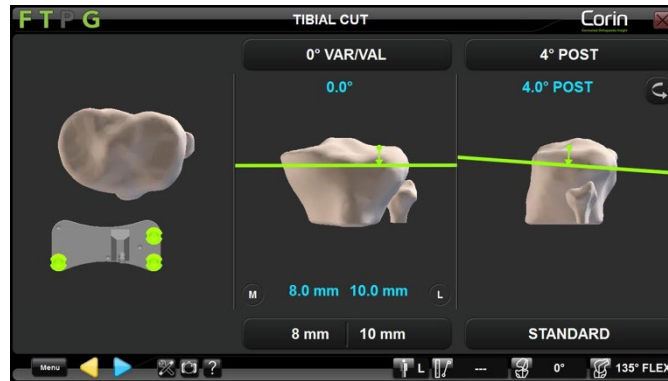 F T P G
TIBIAL CUT
Corin
0° VAR/VAL
4° POST
0.0°
4.0° POST
M
8.0 mm 10.0 mm
L
8 mm 10 mm
STANDARD
Menu
?
L
---
0°
135° FLEX